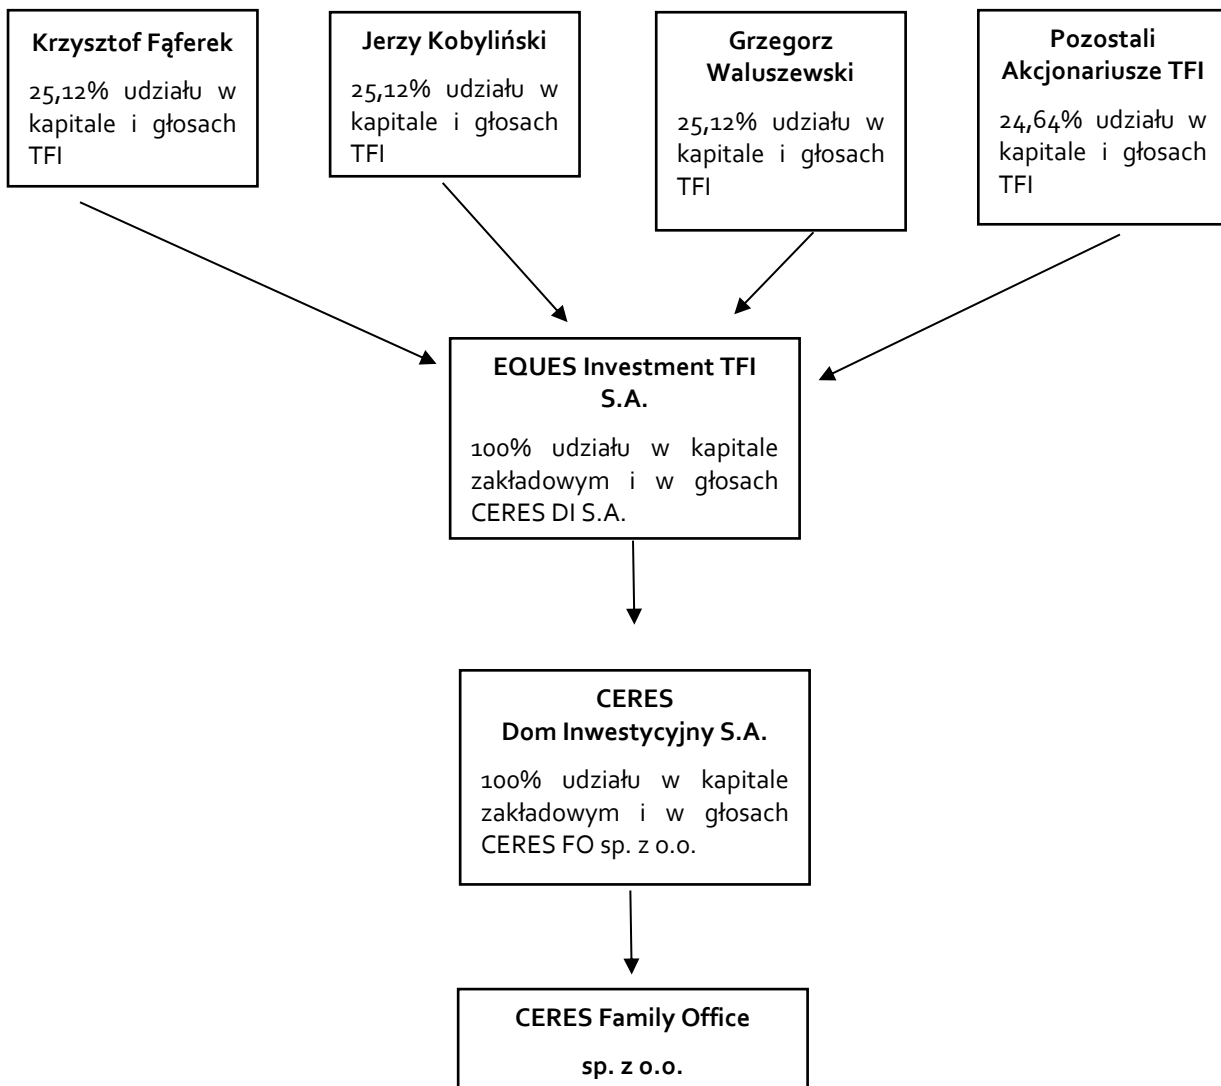 Krzysztof Fąferek
25,12% udziału w
kapitale i głosach
TFI
Jerzy Kobyliński
25,12% udziału w
kapitale i głosach
TFI
Grzegorz
Waluszewski
25,12% udziału w
kapitale i głosach
TFI
Pozostali
Akcjonariusze TFI
24,64% udziału w
kapitale i głosach
TFI
EQUES Investment TFI
S.A.
100% udziału w kapitale
zakładowym i w głosach
CERES DI S.A.
CERES
Dom Inwestycyjny S.A.
100% udziału w kapitale
zakładowym i w głosach
CERES FO sp. z o.o.
CERES Family Office
sp. z o.o.